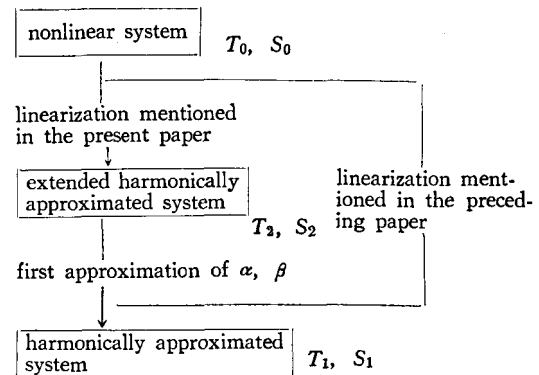 nonlinear system
T₀, S₀
linearization mentioned
in the present paper
extended harmonically
approximated system
T₂, S₂
linearization ment-
ioned in the preced-
ing paper
first approximation of α, β
harmonically approximated
system
T₁, S₁